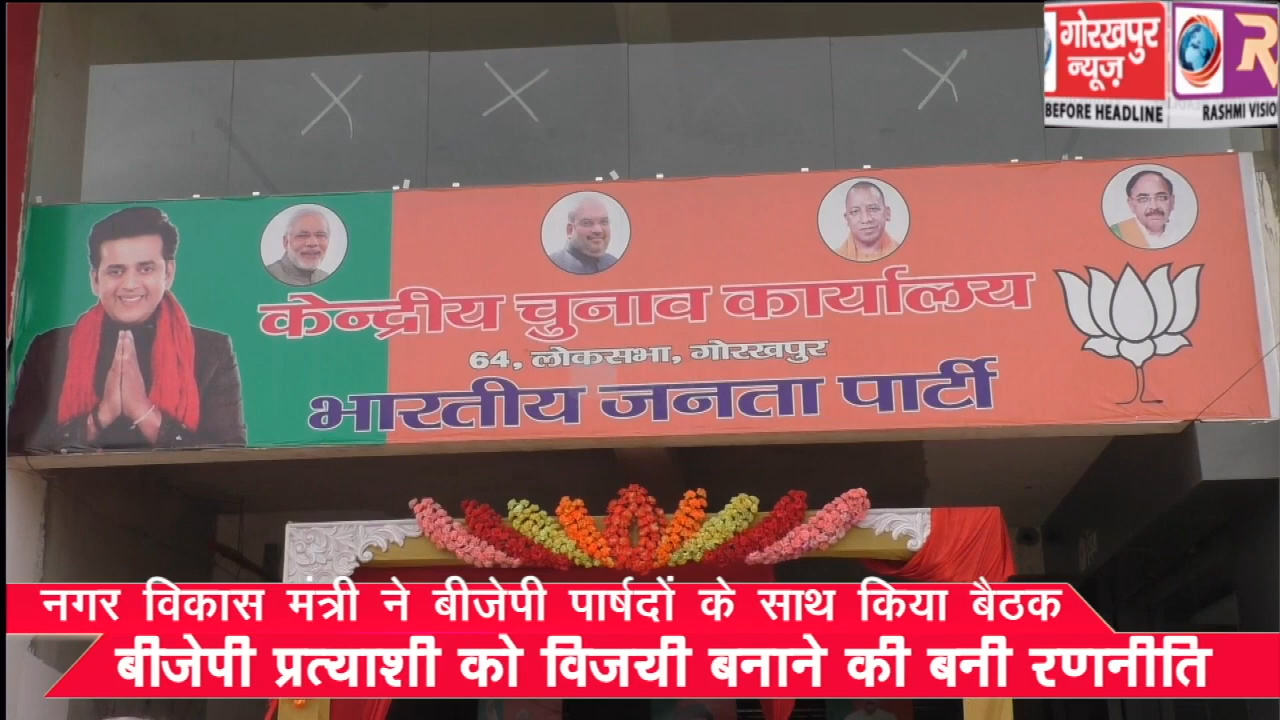 गोरखपुर
न्यूज़
BEFORE HEADLINE
R
RASHMI VISIO
केन्द्रीय चुनाव कार्यालय
64, लोकसभा, गोरखपुर
भारतीय जनता पार्टी
नगर विकास मंत्री ने बीजेपी पार्षदों के साथ किया बैठक
बीजेपी प्रत्याशी को विजयी बनाने की बनी रणनीति